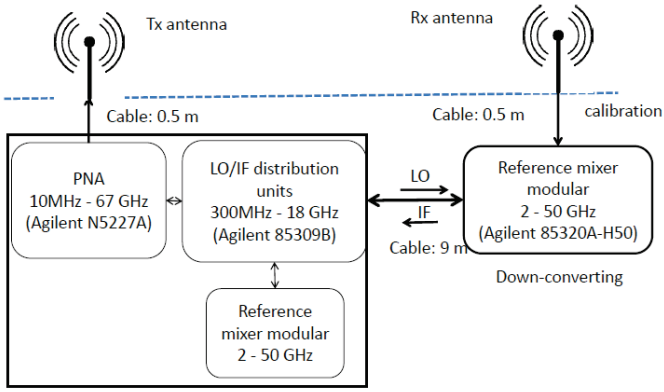 Tx antenna
Rx antenna
Cable: 0.5 m
Cable: 0.5 m
calibration
PNA
10MHz - 67 GHz
(Agilent N5227A)
LO/IF distribution
units
300MHz - 18 GHz
(Agilent 85309B)
LO
IF
Cable: 9 m
Reference mixer
modular
2 - 50 GHz
(Agilent 85320A-H50)
Down-converting
Reference
mixer modular
2 - 50 GHz